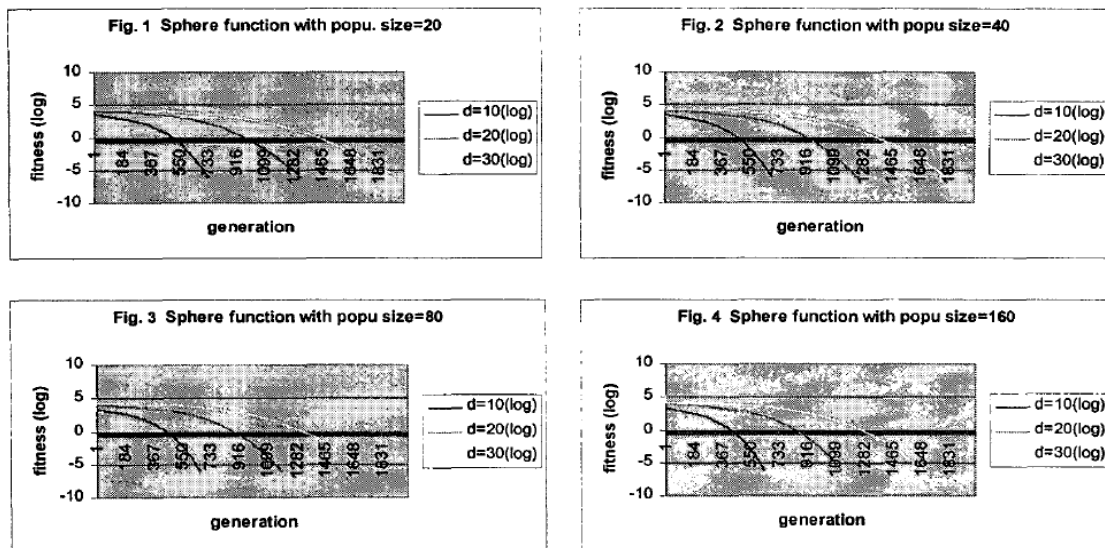 Fig. 1 Sphere function with popu. size=20
10
5
0
-5
-10
fitness (log)
1
184
367
550
733
916
1099
1282
1465
1648
1831
generation
d=10(log)
d=20(log)
d=30(log)
Fig. 2 Sphere function with popu size=40
10
5
0
-5
-10
fitness (log)
1
184
367
550
733
916
1099
1282
1465
1648
1831
generation
d=10(log)
d=20(log)
d=30(log)
Fig. 3 Sphere function with popu size=80
10
5
0
-5
-10
fitness (log)
1
184
367
550
733
916
1099
1282
1465
1648
1831
generation
d=10(log)
d=20(log)
d=30(log)
Fig. 4 Sphere function with popu size=160
10
5
0
-5
-10
fitness (log)
1
184
367
550
733
916
1099
1282
1465
1648
1831
generation
d=10(log)
d=20(log)
d=30(log)